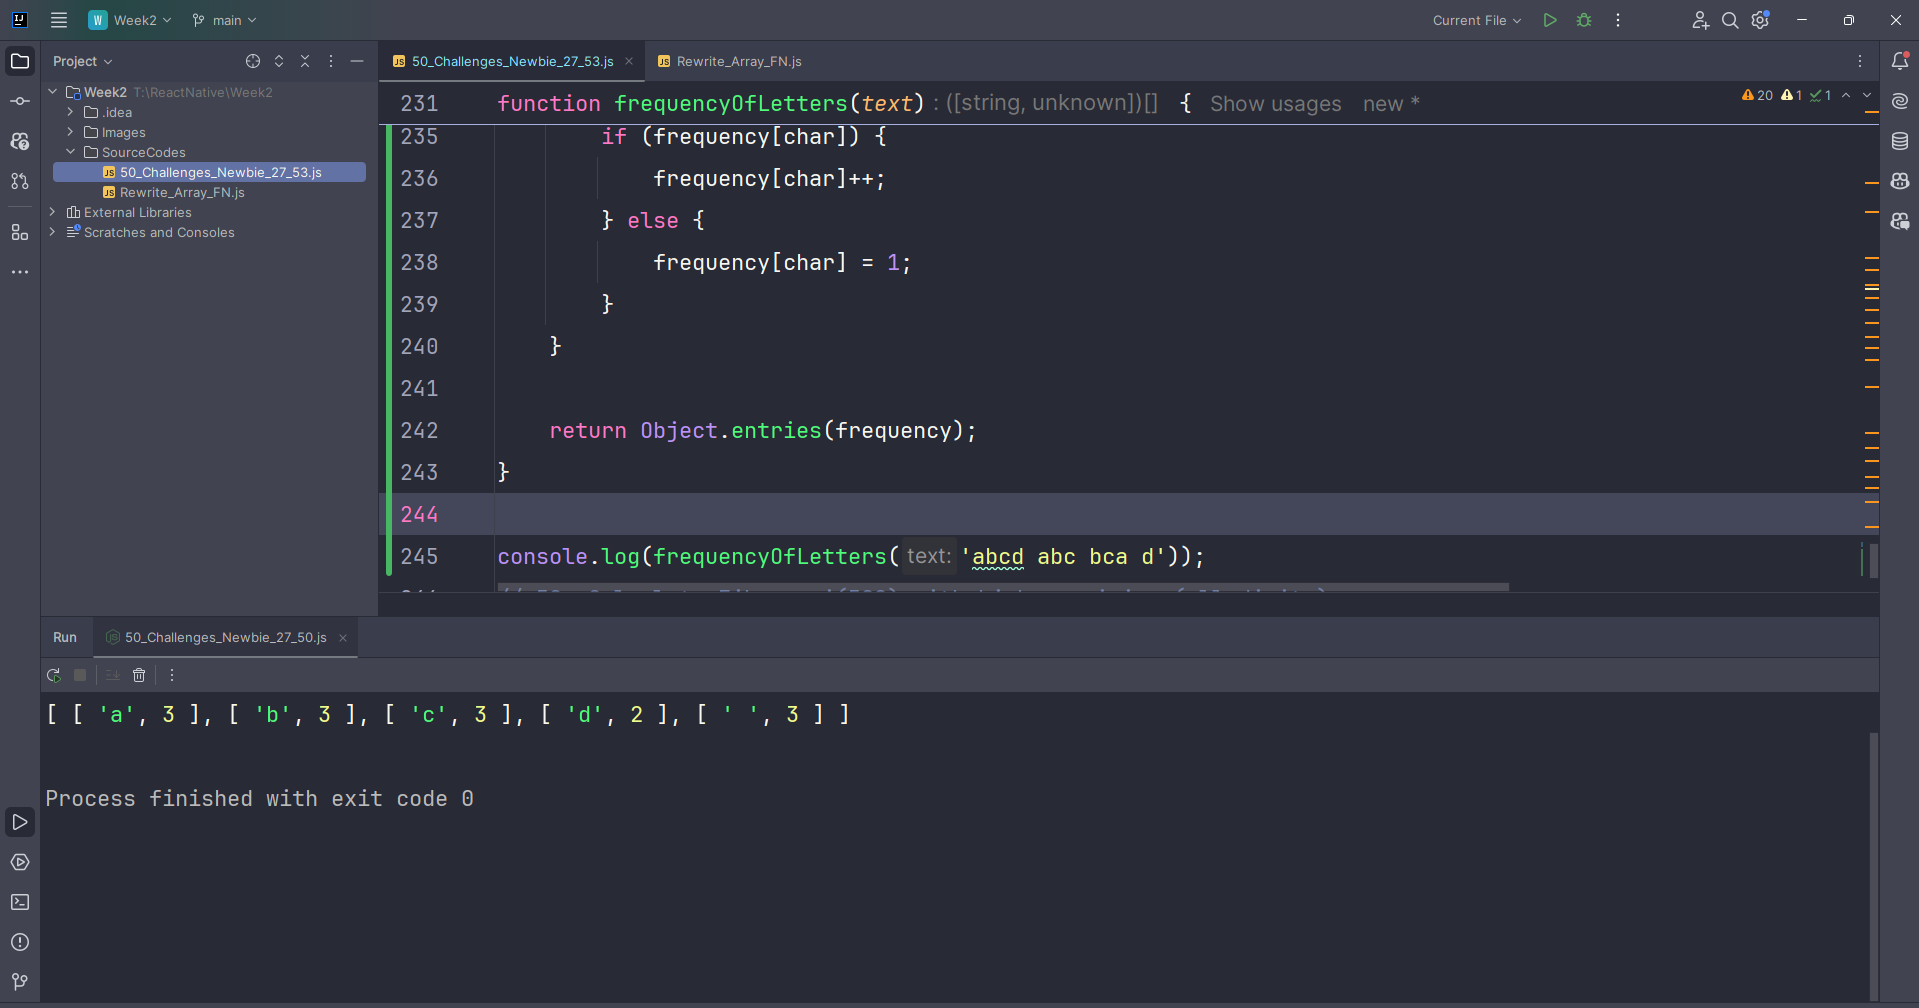 W Week2 main Current File
Project
Week2 T:\ReactNative\Week2
.idea
Images
SourceCodes
JS 50_Challenges_Newbie_27_53.js
JS Rewrite_Array_FN.js
External Libraries
Scratches and Consoles
JS 50_Challenges_Newbie_27_53.js JS Rewrite_Array_FN.js
231 function frequencyOfLetters(text) : ([string, unknown])[] { Show usages new *
20 1 1
235 if (frequency[char]) {
236 frequency[char]++;
237 } else {
238 frequency[char] = 1;
239 }
240 }
241
242 return Object.entries(frequency);
243 }
244
245 console.log(frequencyOfLetters( text: 'abcd abc bca d'));
Run 50_Challenges_Newbie_27_50.js
[ [ 'a', 3 ], [ 'b', 3 ], [ 'c', 3 ], [ 'd', 2 ], [ ' ', 3 ] ]
Process finished with exit code 0